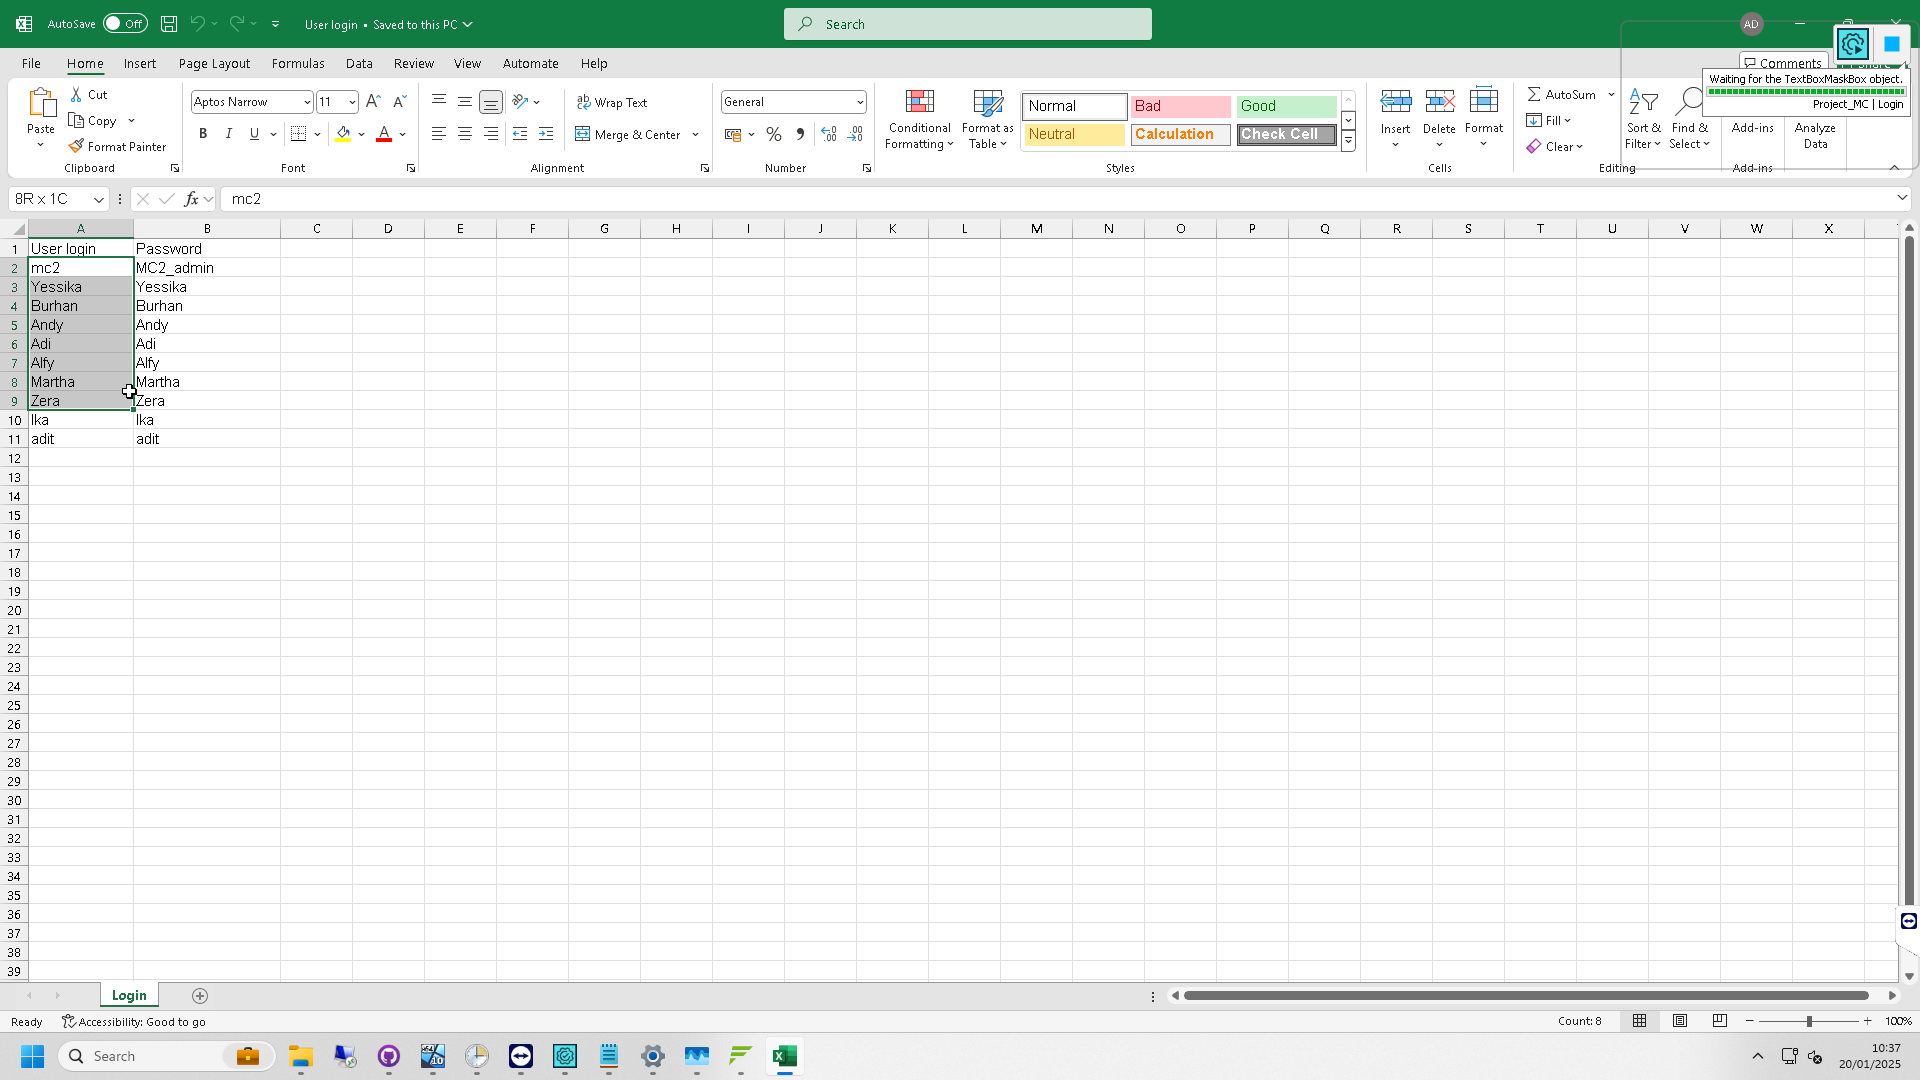 AutoSave Off User login • Saved to this PC Search AD
File Home Insert Page Layout Formulas Data Review View Automate Help Comments
Waiting for the TextBoxMaskBox object.
Project_MC | Login
Paste Cut Copy Format Painter Clipboard
Aptos Narrow 11 B I U Font
Wrap Text Merge & Center Alignment
General % Number
Conditional Formatting Format as Table Normal Bad Good Neutral Calculation Check Cell Styles
Insert Delete Format Cells
AutoSum Fill Clear Sort & Filter Find & Select Editing
Add-ins Add-ins
Analyze Data
8R x 1C fx mc2
A B C D E F G H I J K L M N O P Q R S T U V W X
1 User login Password
2 mc2 MC2_admin
3 Yessika Yessika
4 Burhan Burhan
5 Andy Andy
6 Adi Adi
7 Alfy Alfy
8 Martha Martha
9 Zera Zera
10 Ika Ika
11 adit adit
12
13
14
15
16
17
18
19
20
21
22
23
24
25
26
27
28
29
30
31
32
33
34
35
36
37
38
39
Login
Ready Accessibility: Good to go Count: 8 100%
Search 10:37
20/01/2025